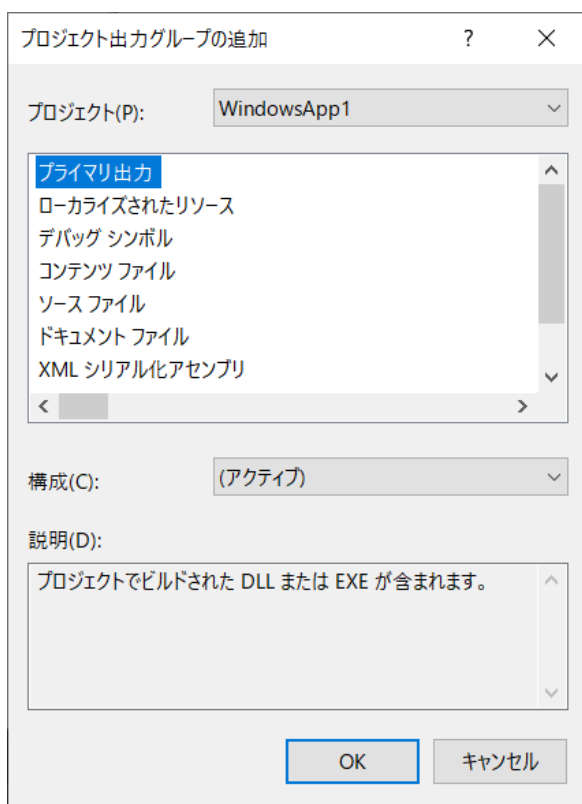 プロジェクト出力グループの追加
?
プロジェクト(P):
WindowsApp1
プライマリ出力
ローカライズされたリソース
デバッグ シンボル
コンテンツ ファイル
ソース ファイル
ドキュメント ファイル
XML シリアル化アセンブリ
構成(C):
(アクティブ)
説明(D):
プロジェクトでビルドされた DLL または EXE が含まれます。
OK
キャンセル